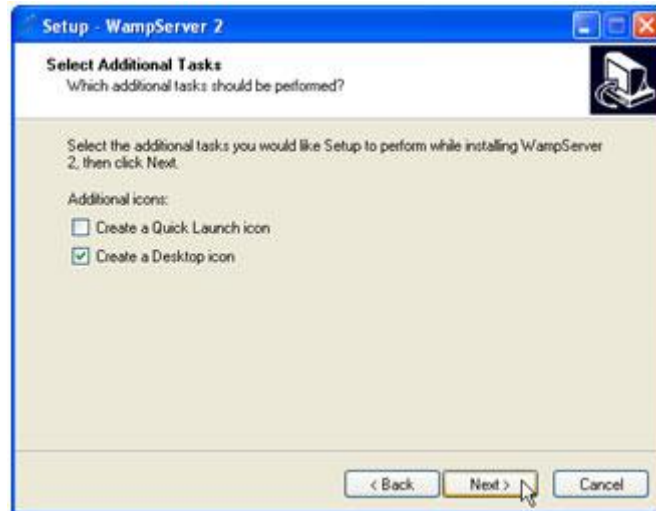 Setup - WampServer 2
Select Additional Tasks
Which additional tasks should be performed?
Select the additional tasks you would like Setup to perform while installing WampServer
2, then click Next.
Additional icons:
Create a Quick Launch icon
Create a Desktop icon
< Back Next > Cancel